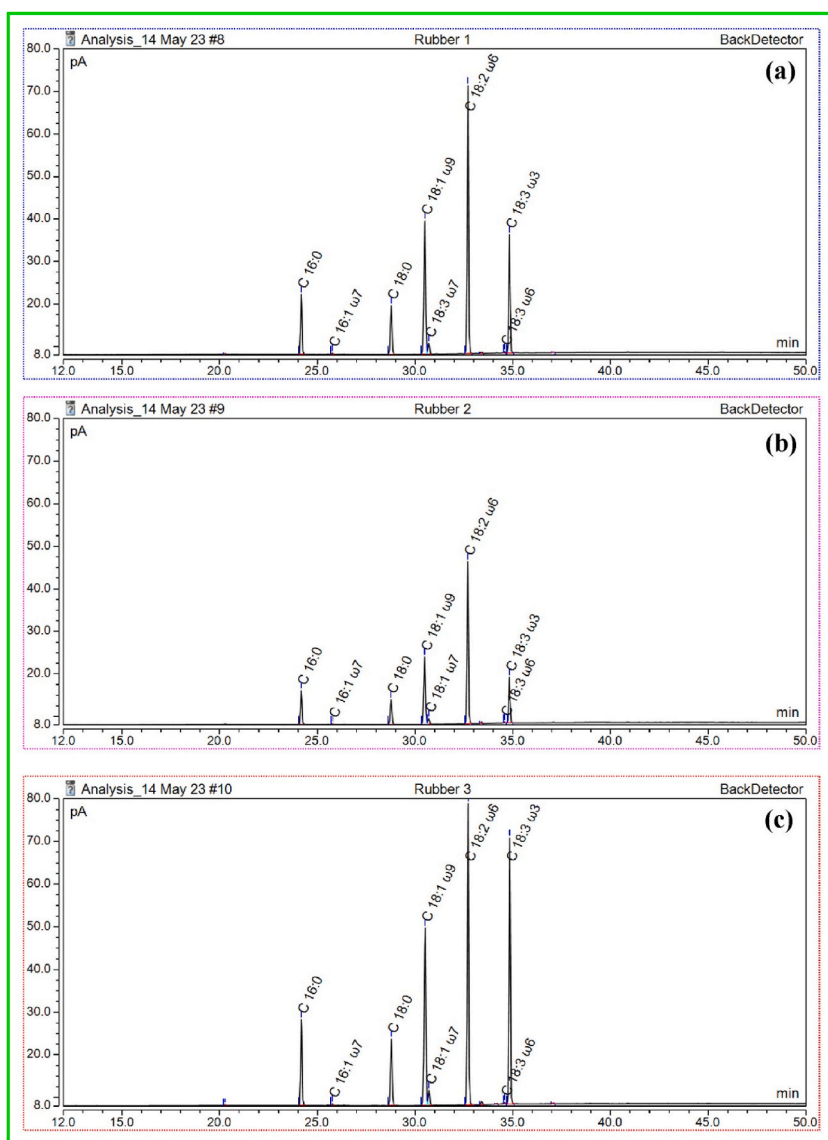 Analysis_14 May 23 #8 Rubber 1 BackDetector
80.0
pA
(a)
70.0
60.0
50.0
40.0
30.0
20.0
8.0
C 16:0
C 16:1 ω7
C 18:0
C 18:1 ω9
C 18:3 ω7
C 18:2 ω6
C 18:3 ω6
C 18:3 ω3
min
12.0 15.0 20.0 25.0 30.0 35.0 40.0 45.0 50.0
Analysis_14 May 23 #9 Rubber 2 BackDetector
80.0
pA
(b)
70.0
60.0
50.0
40.0
30.0
20.0
8.0
C 16:0
C 16:1 ω7
C 18:0
C 18:1 ω9
C 18:1 ω7
C 18:2 ω6
C 18:3 ω6
C 18:3 ω3
min
12.0 15.0 20.0 25.0 30.0 35.0 40.0 45.0 50.0
Analysis_14 May 23 #10 Rubber 3 BackDetector
80.0
pA
(c)
70.0
60.0
50.0
40.0
30.0
20.0
8.0
C 16:0
C 16:1 ω7
C 18:0
C 18:1 ω9
C 18:1 ω7
C 18:2 ω6
C 18:3 ω6
C 18:3 ω3
min
12.0 15.0 20.0 25.0 30.0 35.0 40.0 45.0 50.0